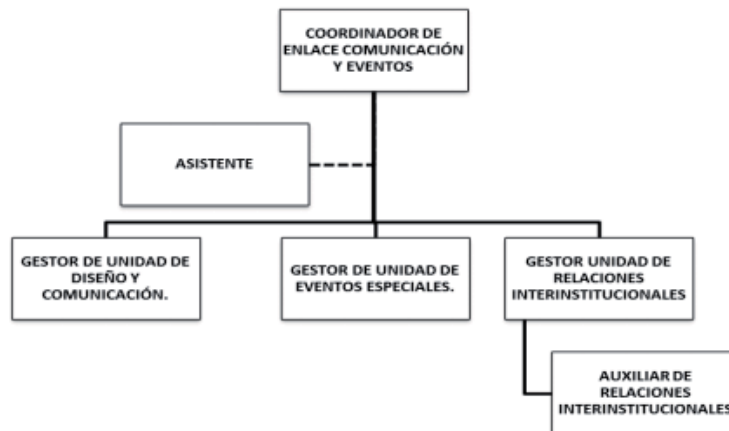 COORDINADOR DE
ENLACE COMUNICACIÓN
Y EVENTOS
ASISTENTE
GESTOR DE UNIDAD DE
DISEÑO Y
COMUNICACIÓN.
GESTOR DE UNIDAD DE
EVENTOS ESPECIALES.
GESTOR UNIDAD DE
RELACIONES
INTERINSTITUCIONALES
AUXILIAR DE
RELACIONES
INTERINSTITUCIONALES